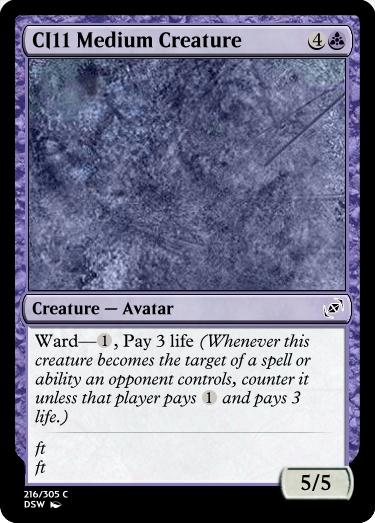 C[11 Medium Creature 4
Creature — Avatar
Ward—1, Pay 3 life (Whenever this
creature becomes the target of a spell or
ability an opponent controls, counter it
unless that player pays 1 and pays 3
life.)
ft
ft
5/5
216/305 C
DSW